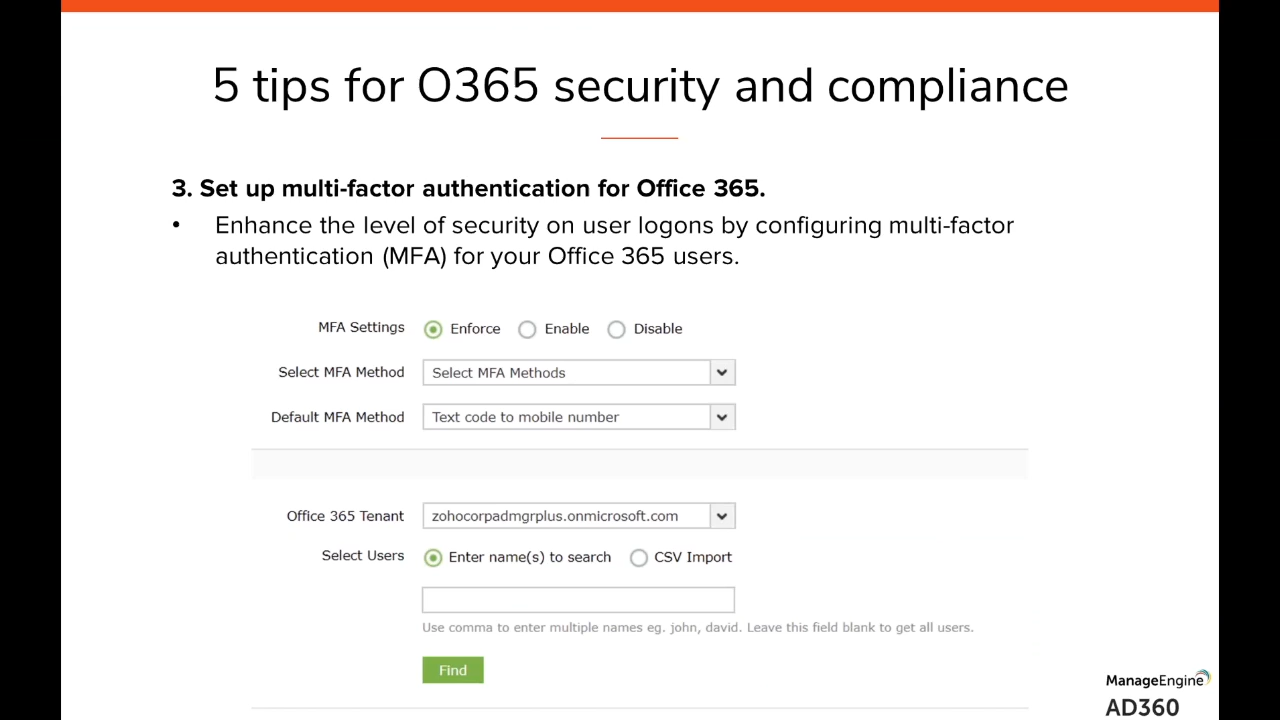 5 tips for O365 security and compliance
3. Set up multi-factor authentication for Office 365.
• Enhance the level of security on user logons by configuring multi-factor
authentication (MFA) for your Office 365 users.
MFA Settings Enforce Enable Disable
Select MFA Method Select MFA Methods
Default MFA Method Text code to mobile number
Office 365 Tenant zohocorpadmgrplus.onmicrosoft.com
Select Users Enter name(s) to search CSV Import
Use comma to enter multiple names eg. john, david. Leave this field blank to get all users.
Find
ManageEngine
AD360